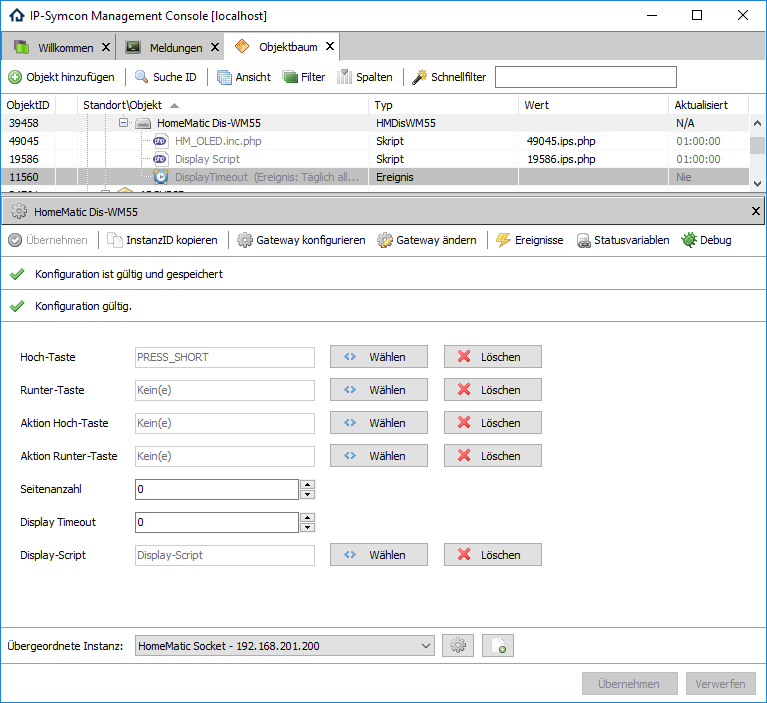 IP-Symcon Management Console [localhost]
Willkommen Meldungen Objektbaum
Objekt hinzufügen Suche ID Ansicht Filter Spalten Schnellfilter
ObjektID Standort\Objekt Typ Wert Aktualisiert
39458 HomeMatic Dis-WM55 HMDisWM55 N/A
49045 HM_OLED.inc.php Skript 49045.ips.php 01:00:00
19586 Display Script Skript 19586.ips.php 01:00:00
11560 DisplayTimeout (Ereignis: Täglich all... Ereignis Nie
HomeMatic Dis-WM55
Übernehmen InstanzID kopieren Gateway konfigurieren Gateway ändern Ereignisse Statusvariablen Debug
Konfiguration ist gültig und gespeichert
Konfiguration gültig.
Hoch-Taste PRESS_SHORT Wählen Löschen
Runter-Taste Kein(e) Wählen Löschen
Aktion Hoch-Taste Kein(e) Wählen Löschen
Aktion Runter-Taste Kein(e) Wählen Löschen
Seitenanzahl 0
Display Timeout 0
Display-Script Display-Script Wählen Löschen
Übergeordnete Instanz: HomeMatic Socket - 192.168.201.200
Übernehmen Verwerfen